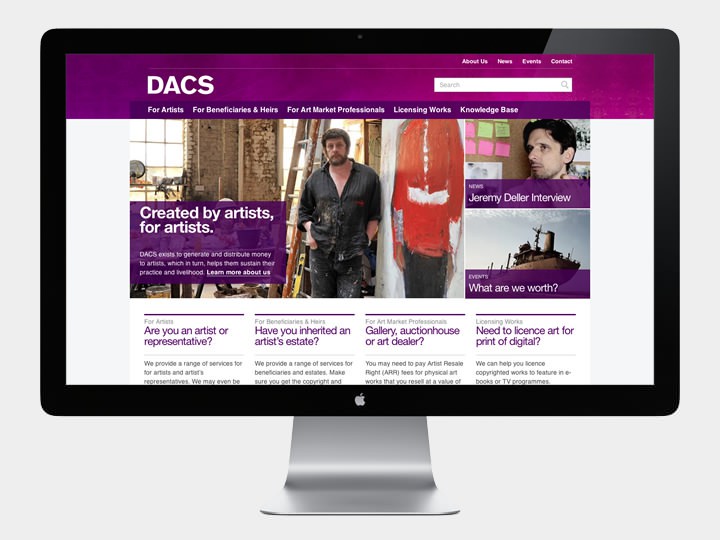 About Us News Events Contact
DACS
Search
For Artists For Beneficiaries & Heirs For Art Market Professionals Licensing Works Knowledge Base
Created by artists,
for artists.
DACS exists to generate and distribute money
to artists, which in turn, helps them sustain their
practice and livelihood. Learn more about us
NEWS
Jeremy Deller Interview
EVENTS
What are we worth?
For Artists
Are you an artist or
representative?
We provide a range of services for
for artists and artist's
representatives. We may even be
For Beneficiaries & Heirs
Have you inherited an
artist's estate?
We provide a range of services for
beneficiaries and estates. Make
sure you get the copyright and
For Art Market Professionals
Gallery, auctionhouse
or art dealer?
You may need to pay Artist Resale
Right (ARR) fees for physical art
works that you resell at a value of
Licensing Works
Need to licence art for
print of digital?
We can help you licence
copyrighted works to feature in e-
books or TV programmes.